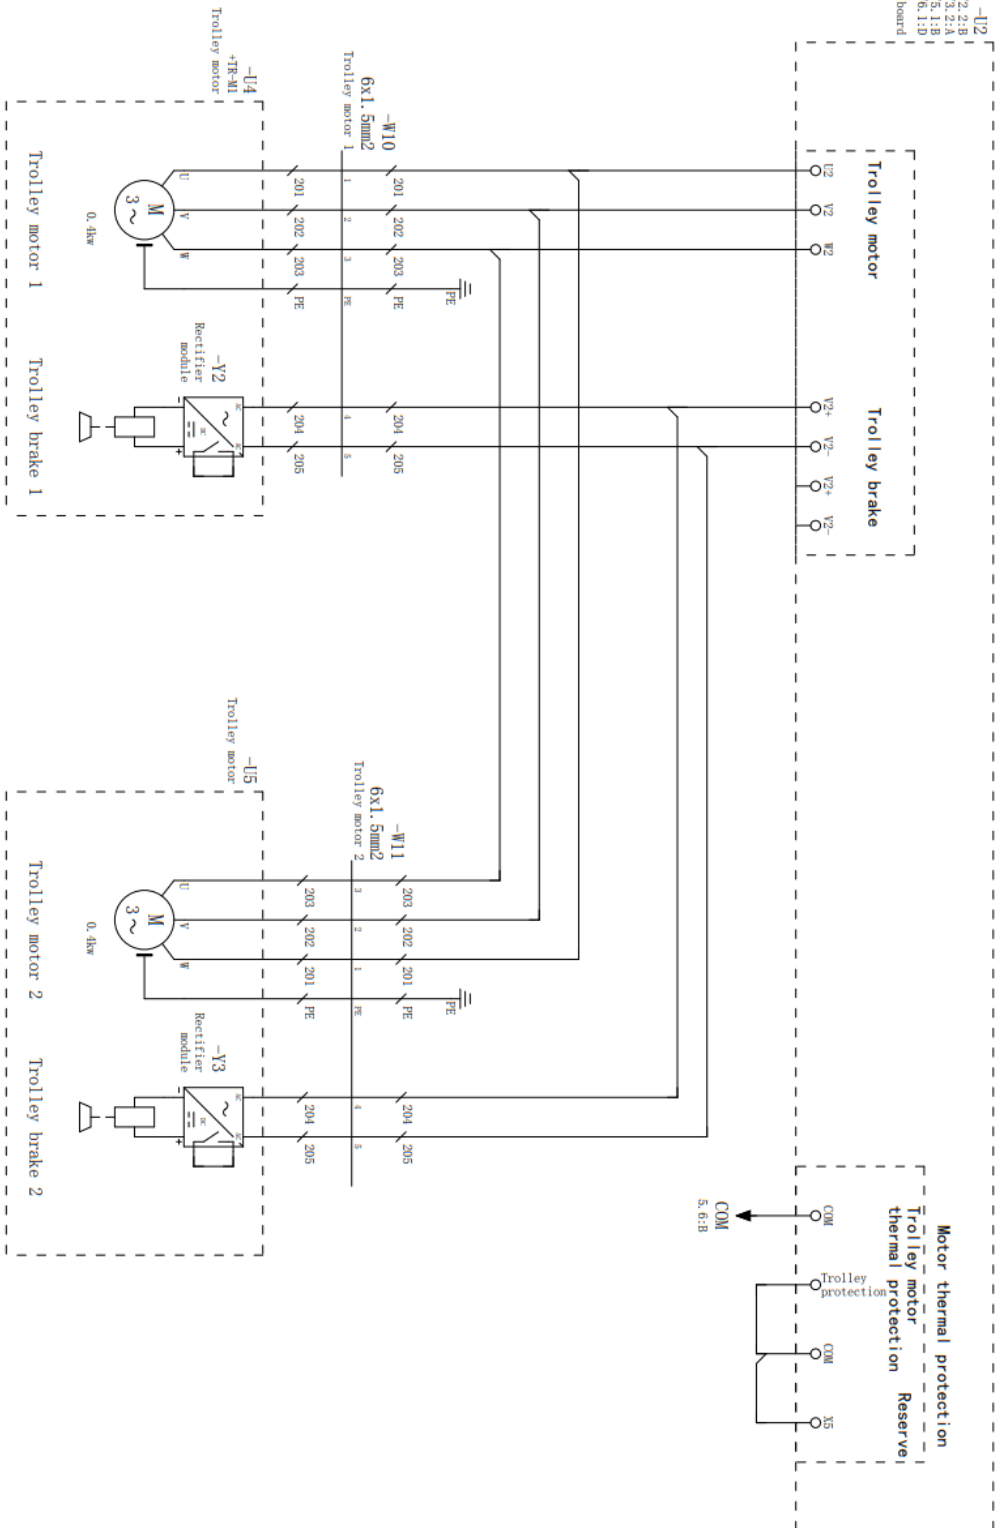 -U2
2.2:B
3.2:A
5.1:B
6.1:D
board
Trolley motor
Trolley brake
U2
V2
W2
V2+
V2-
V2+
V2-
Motor thermal protection
Trolley motor
thermal protection
Reserve
COM
Trolley
protection
COM
X5
COM
5.6:B
-W10
6x1.5mm2
Trolley motor 1
201
202
203
PE
204
205
PE
1
2
3
PE
4
5
201
202
203
PE
204
205
-U4
+TR-M1
Trolley motor
U
V
W
M
3~
0.4kw
-Y2
Rectifier
module
AC
AC
~
DC
-
+
Trolley motor 1
Trolley brake 1
-W11
6x1.5mm2
Trolley motor 2
203
202
201
PE
204
205
PE
3
2
1
PE
4
5
203
202
201
PE
204
205
-U5
Trolley motor
U
V
W
M
3~
0.4kw
-Y3
Rectifier
module
AC
AC
~
DC
-
+
Trolley motor 2
Trolley brake 2